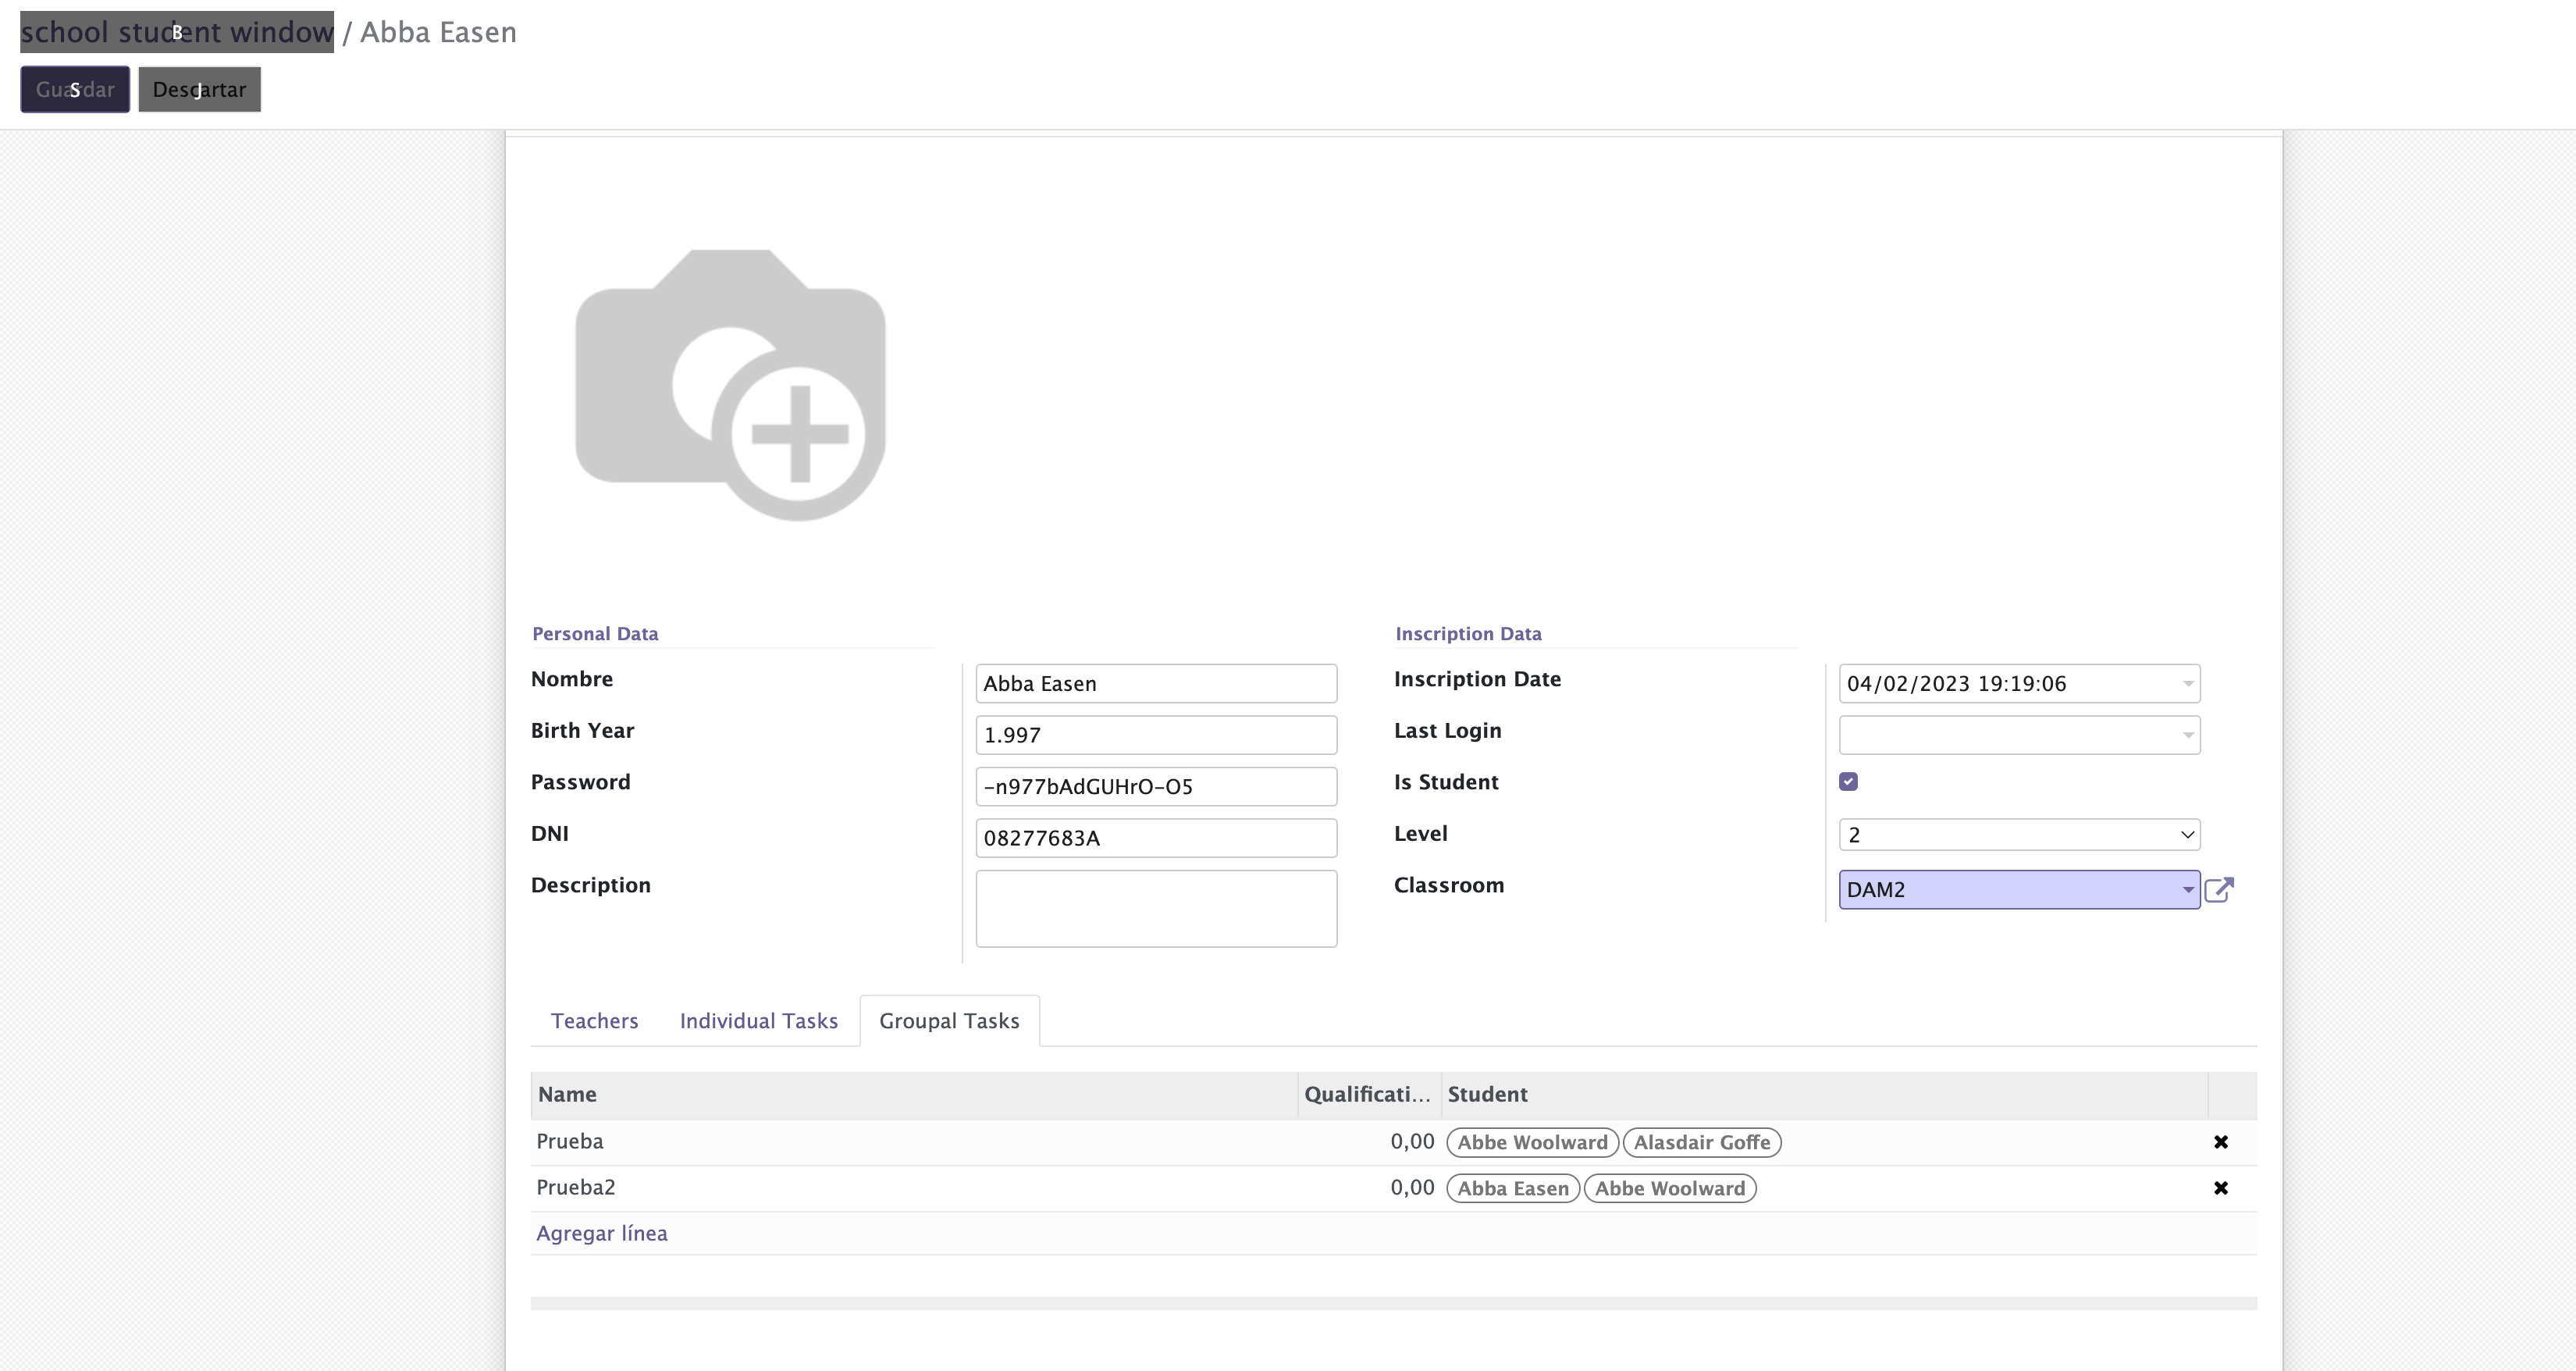 school student window / Abba Easen
B
Guardar Descartar
S J
Personal Data
Nombre Abba Easen
Birth Year 1.997
Password -n977bAdGUHrO-O5
DNI 08277683A
Description
Inscription Data
Inscription Date 04/02/2023 19:19:06
Last Login
Is Student
Level 2
Classroom DAM2
Teachers Individual Tasks Groupal Tasks
Name Qualificati... Student
Prueba 0,00 Abbe Woolward Alasdair Goffe
Prueba2 0,00 Abba Easen Abbe Woolward
Agregar línea